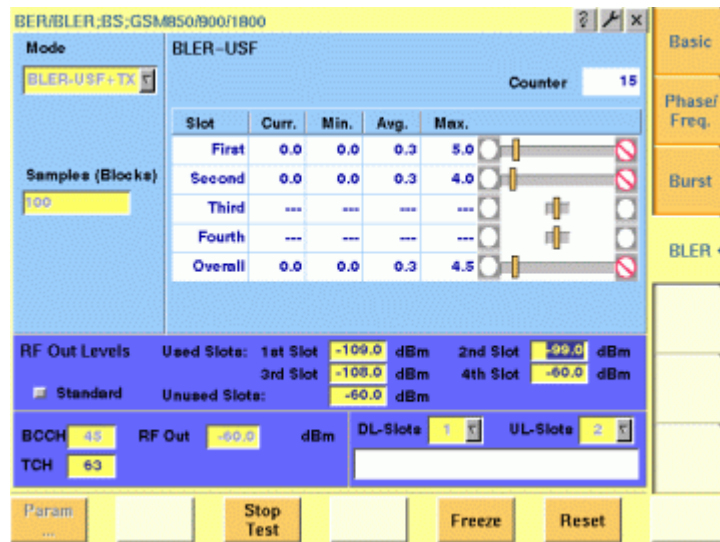 BER/BLER;BS;GSM850/900/1800 ? x
Basic
Mode
BLER-USF+TX
BLER-USF
Counter 15
Phase/
Freq.
Slot Curr. Min. Avg. Max.
First 0.0 0.0 0.3 5.0
Samples (Blocks)
100
Second 0.0 0.0 0.3 4.0
Burst
Third --- --- --- ---
Fourth --- --- --- ---
BLER
Overall 0.0 0.0 0.3 4.5
RF Out Levels Used Slots: 1st Slot -109.0 dBm 2nd Slot -99.0 dBm
3rd Slot -108.0 dBm 4th Slot -60.0 dBm
Standard Unused Slots: -60.0 dBm
BCCH 45 RF Out -60.0 dBm DL-Slots 1 UL-Slots 2
TCH 63
Param
...
Stop
Test
Freeze
Reset